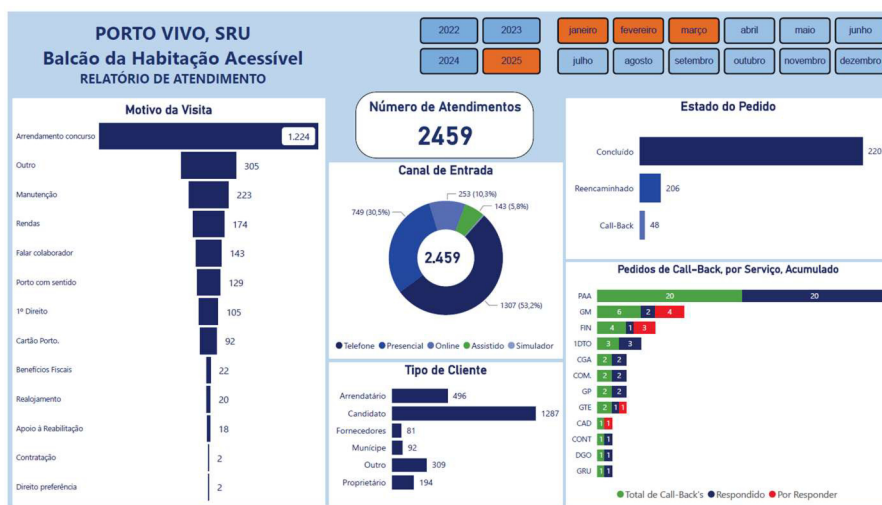 PORTO VIVO, SRU
Balcão da Habitação Acessível
RELATÓRIO DE ATENDIMENTO
2022 2023
2024 2025
janeiro fevereiro março abril maio junho
julho agosto setembro outubro novembro dezembro
Motivo da Visita
Arrendamento concurso 1.224
Outro 305
Manutenção 223
Rendas 174
Falar colaborador 143
Porto com sentido 129
1º Direito 105
Cartão Porto. 92
Benefícios Fiscais 22
Realojamento 20
Apoio à Reabilitação 18
Contratação 2
Direito preferência 2
Número de Atendimentos
2459
Canal de Entrada
253 (10,3%)
143 (5,8%)
749 (30,5%)
2.459
1307 (53,2%)
Telefone Presencial Online Assistido Simulador
Tipo de Cliente
Arrendatário 496
Candidato 1287
Fornecedores 81
Munícipe 92
Outro 309
Proprietário 194
Estado do Pedido
Concluído 220
Reencaminhado 206
Call-Back 48
Pedidos de Call-Back, por Serviço, Acumulado
PAA 20 20
GM 6 2 4
FIN 4 1 3
1DTO 3 3
CGA 2 2
COM. 2 2
GP 2 2
GTE 2 1 1
CAD 1 1
CONT 1 1
DGO 1 1
GRU 1 1
Total de Call-Back's Respondido Por Responder